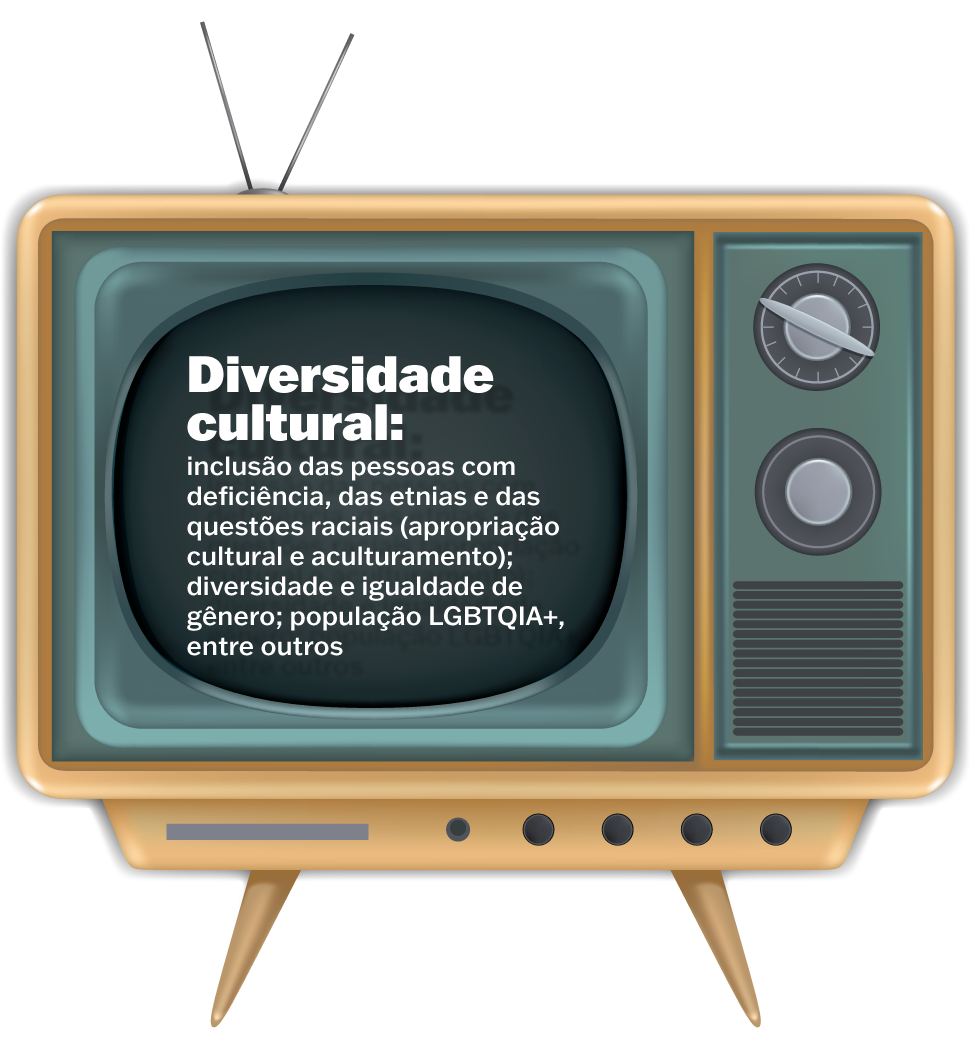 Diversidade
cultural:
inclusão das pessoas com
deficiência, das etnias e das
questões raciais (apropriação
cultural e aculturamento);
diversidade e igualdade de
gênero; população LGBTQIA+,
entre outros